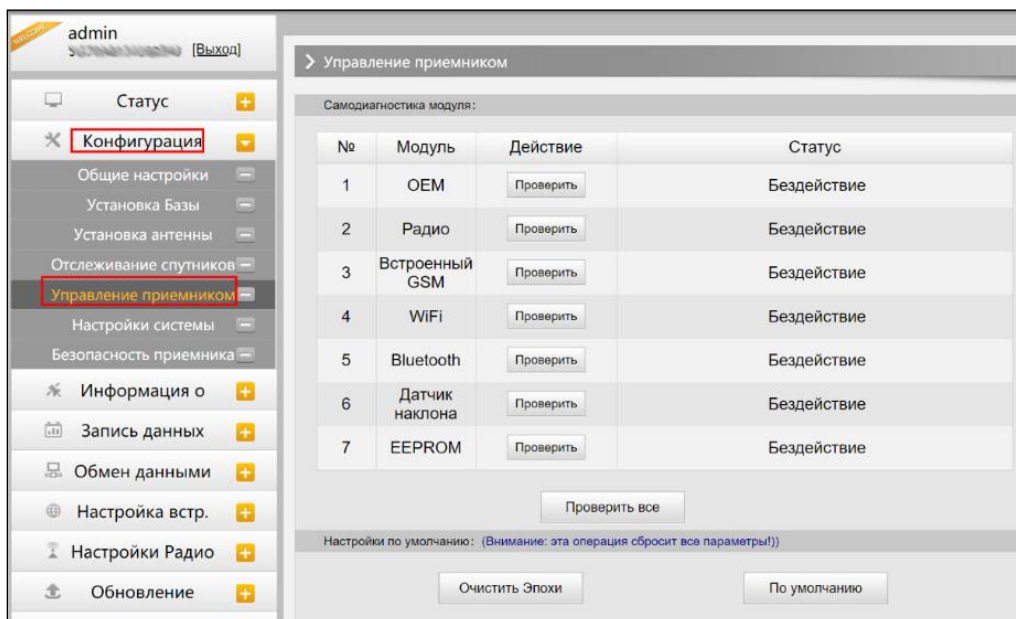 WELCOME
admin
[Выход]
Статус
Конфигурация
Общие настройки
Установка Базы
Установка антенны
Отслеживание спутников
Управление приемником
Настройки системы
Безопасность приемника
Информация о
Запись данных
Обмен данными
Настройка встр.
Настройки Радио
Обновление
Управление приемником
Самодиагностика модуля:
№ Модуль Действие Статус
1 OEM Проверить Бездействие
2 Радио Проверить Бездействие
3 Встроенный GSM Проверить Бездействие
4 WiFi Проверить Бездействие
5 Bluetooth Проверить Бездействие
6 Датчик наклона Проверить Бездействие
7 EEPROM Проверить Бездействие
Проверить все
Настройки по умолчанию: (Внимание: эта операция сбросит все параметры!))
Очистить Эпохи По умолчанию